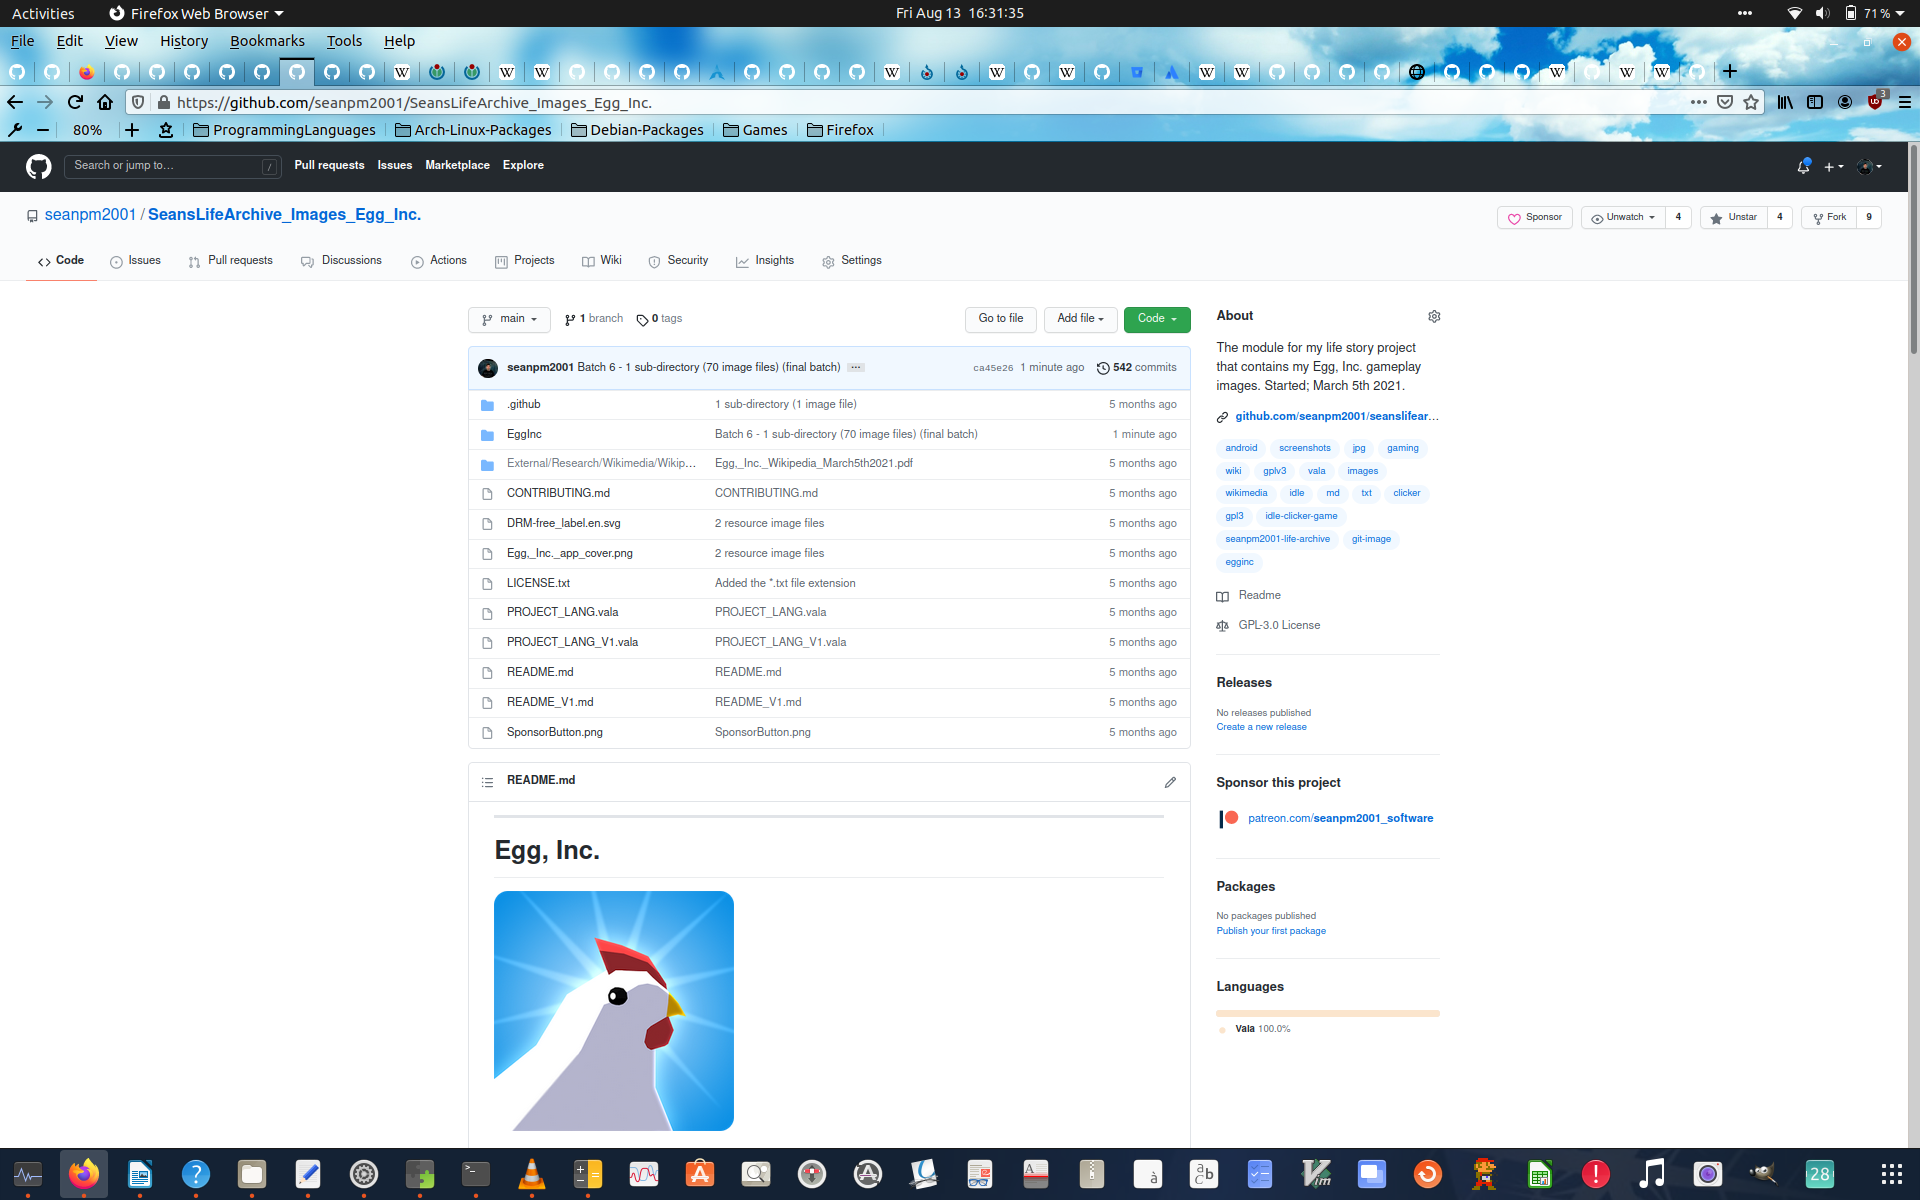 Activities Firefox Web Browser Fri Aug 13 16:31:35 71 %
File Edit View History Bookmarks Tools Help
https://github.com/seanpm2001/SeansLifeArchive_Images_Egg_Inc. 3
80% ProgrammingLanguages Arch-Linux-Packages Debian-Packages Games Firefox
Search or jump to… / Pull requests Issues Marketplace Explore
seanpm2001 / SeansLifeArchive_Images_Egg_Inc. Sponsor Unwatch 4 Unstar 4 Fork 9
Code Issues Pull requests Discussions Actions Projects Wiki Security Insights Settings
main 1 branch 0 tags Go to file Add file Code
seanpm2001 Batch 6 - 1 sub-directory (70 image files) (final batch) ca45e26 1 minute ago 542 commits
.github 1 sub-directory (1 image file) 5 months ago
EggInc Batch 6 - 1 sub-directory (70 image files) (final batch) 1 minute ago
External/Research/Wikimedia/Wikip… Egg,_Inc._Wikipedia_March5th2021.pdf 5 months ago
CONTRIBUTING.md CONTRIBUTING.md 5 months ago
DRM-free_label.en.svg 2 resource image files 5 months ago
Egg,_Inc._app_cover.png 2 resource image files 5 months ago
LICENSE.txt Added the *.txt file extension 5 months ago
PROJECT_LANG.vala PROJECT_LANG.vala 5 months ago
PROJECT_LANG_V1.vala PROJECT_LANG_V1.vala 5 months ago
README.md README.md 5 months ago
README_V1.md README_V1.md 5 months ago
SponsorButton.png SponsorButton.png 5 months ago
README.md
Egg, Inc.
About
The module for my life story project
that contains my Egg, Inc. gameplay
images. Started; March 5th 2021.
github.com/seanpm2001/seanslifear…
android screenshots jpg gaming
wiki gplv3 vala images
wikimedia idle md txt clicker
gpl3 idle-clicker-game
seanpm2001-life-archive git-image
egginc
Readme
GPL-3.0 License
Releases
No releases published
Create a new release
Sponsor this project
patreon.com/seanpm2001_software
Packages
No packages published
Publish your first package
Languages
Vala 100.0%
28